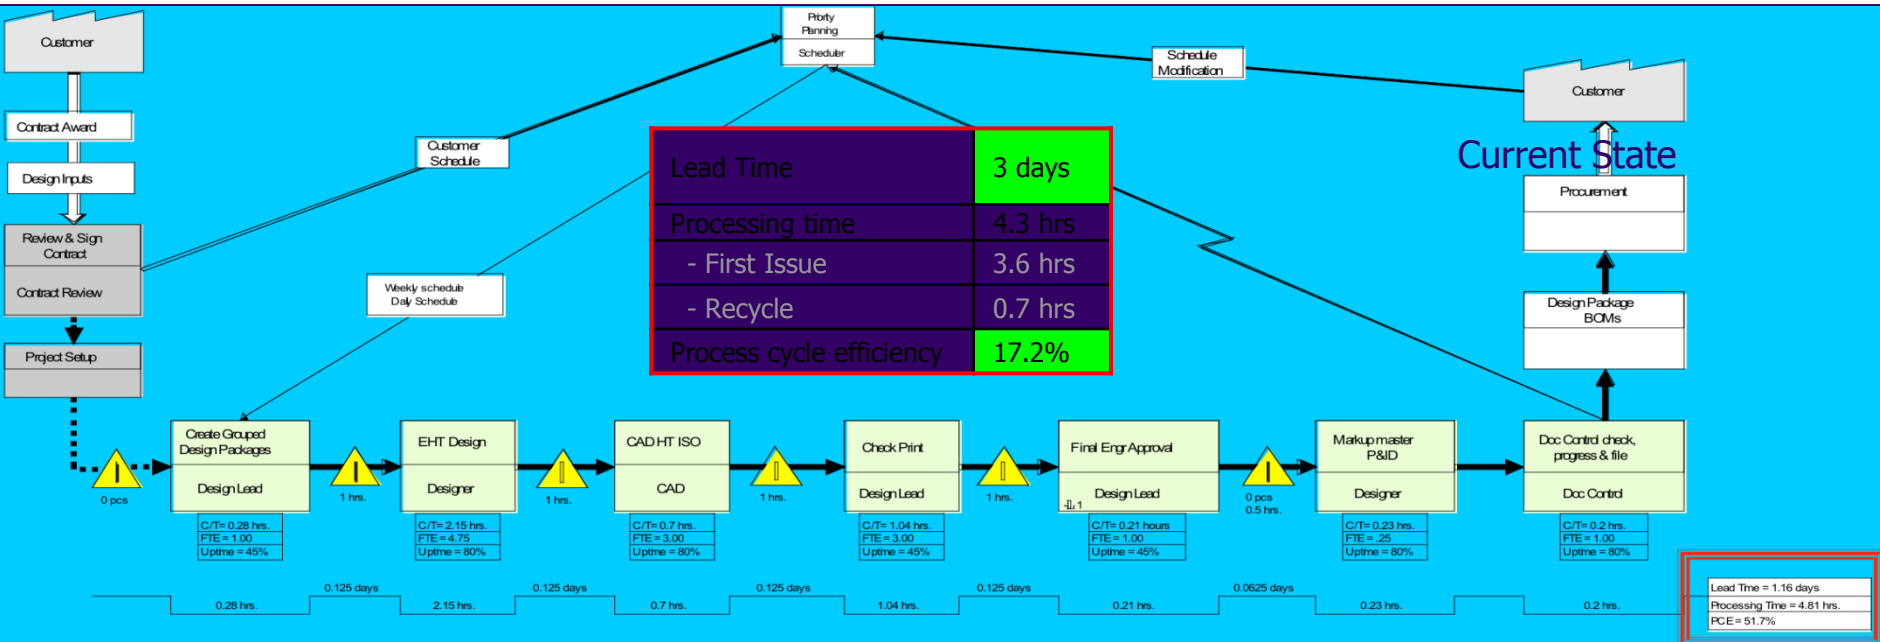 Customer
Contract Award
Design Inputs
Review & Sign
Contract
Contract Review
Project Setup
Customer
Schedule
Weekly schedule
Daily Schedule
Priority
Planning
Scheduler
Schedule
Modification
Customer
Current State
Procurement
Design Package
BOMs
Lead Time 3 days
Processing time 4.3 hrs
- First Issue 3.6 hrs
- Recycle 0.7 hrs
Process cycle efficiency 17.2%
0 pcs
Create Grouped
Design Packages
Design Lead
C/T= 0.28 hrs.
FTE = 1.00
Uptime = 45%
1 hrs.
EHT Design
Designer
C/T= 2.15 hrs.
FTE = 4.75
Uptime = 80%
1 hrs.
CAD HT ISO
CAD
C/T= 0.7 hrs.
FTE = 3.00
Uptime = 80%
1 hrs.
Check Print
Design Lead
C/T= 1.04 hrs.
FTE = 3.00
Uptime = 45%
1 hrs.
Final Engr Approval
Design Lead
1
C/T= 0.21 hours
FTE = 1.00
Uptime = 45%
0 pcs
0.5 hrs.
Markup master
P&ID
Designer
C/T= 0.23 hrs.
FTE = .25
Uptime = 80%
Doc Control check,
progress & file
Doc Control
C/T= 0.2 hrs.
FTE = 1.00
Uptime = 80%
0.28 hrs.
0.125 days
2.15 hrs.
0.125 days
0.7 hrs.
0.125 days
1.04 hrs.
0.125 days
0.21 hrs.
0.0625 days
0.23 hrs.
0.2 hrs.
Lead Time = 1.16 days
Processing Time = 4.81 hrs.
PCE = 51.7%